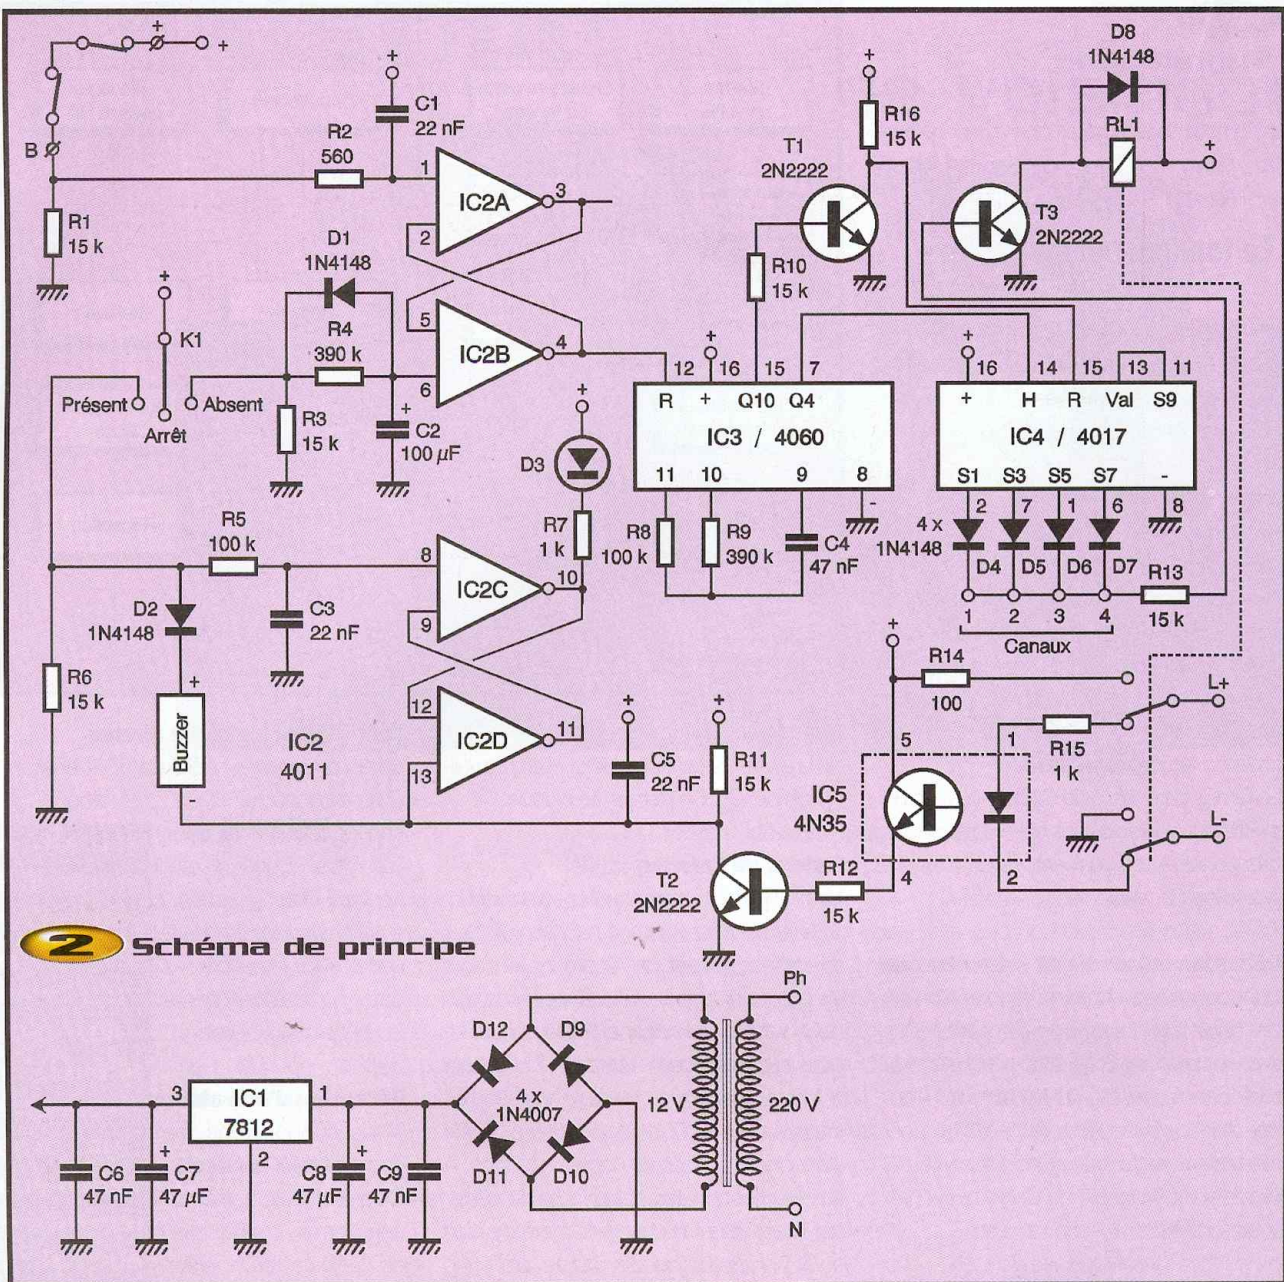 +
+
+
B
C1
22 nF
R2
560
1
IC2A
3
2
R1
15 k
D1
1N4148
+
K1
R4
390 k
5
IC2B
4
6
Présent
Absent
Arrêt
R3
15 k
+
C2
100 µF
T1
2N2222
+
R16
15 k
R10
15 k
D8
1N4148
RL1
+
T3
2N2222
+
12
16
15
7
R
+
Q10
Q4
IC3 / 4060
11
10
9
8
-
+
16
14
15
13
11
+
H
R
Val
S9
IC4 / 4017
S1
S3
S5
S7
-
2
7
1
6
8
4 x
1N4148
D4
D5
D6
D7
R13
15 k
1
2
3
4
Canaux
+
D3
R7
1 k
R8
100 k
R9
390 k
C4
47 nF
R5
100 k
8
IC2C
10
9
D2
1N4148
C3
22 nF
R6
15 k
+
Buzzer
-
IC2
4011
12
IC2D
11
13
+
C5
22 nF
+
R11
15 k
+
R14
100
L+
5
1
R15
1 k
IC5
4N35
L-
4
2
T2
2N2222
R12
15 k
2 Schéma de principe
Ph
D12
D9
4 x
1N4007
D11
D10
12 V
220 V
N
3
IC1
7812
1
2
C6
47 nF
+
C7
47 µF
+
C8
47 µF
C9
47 nF